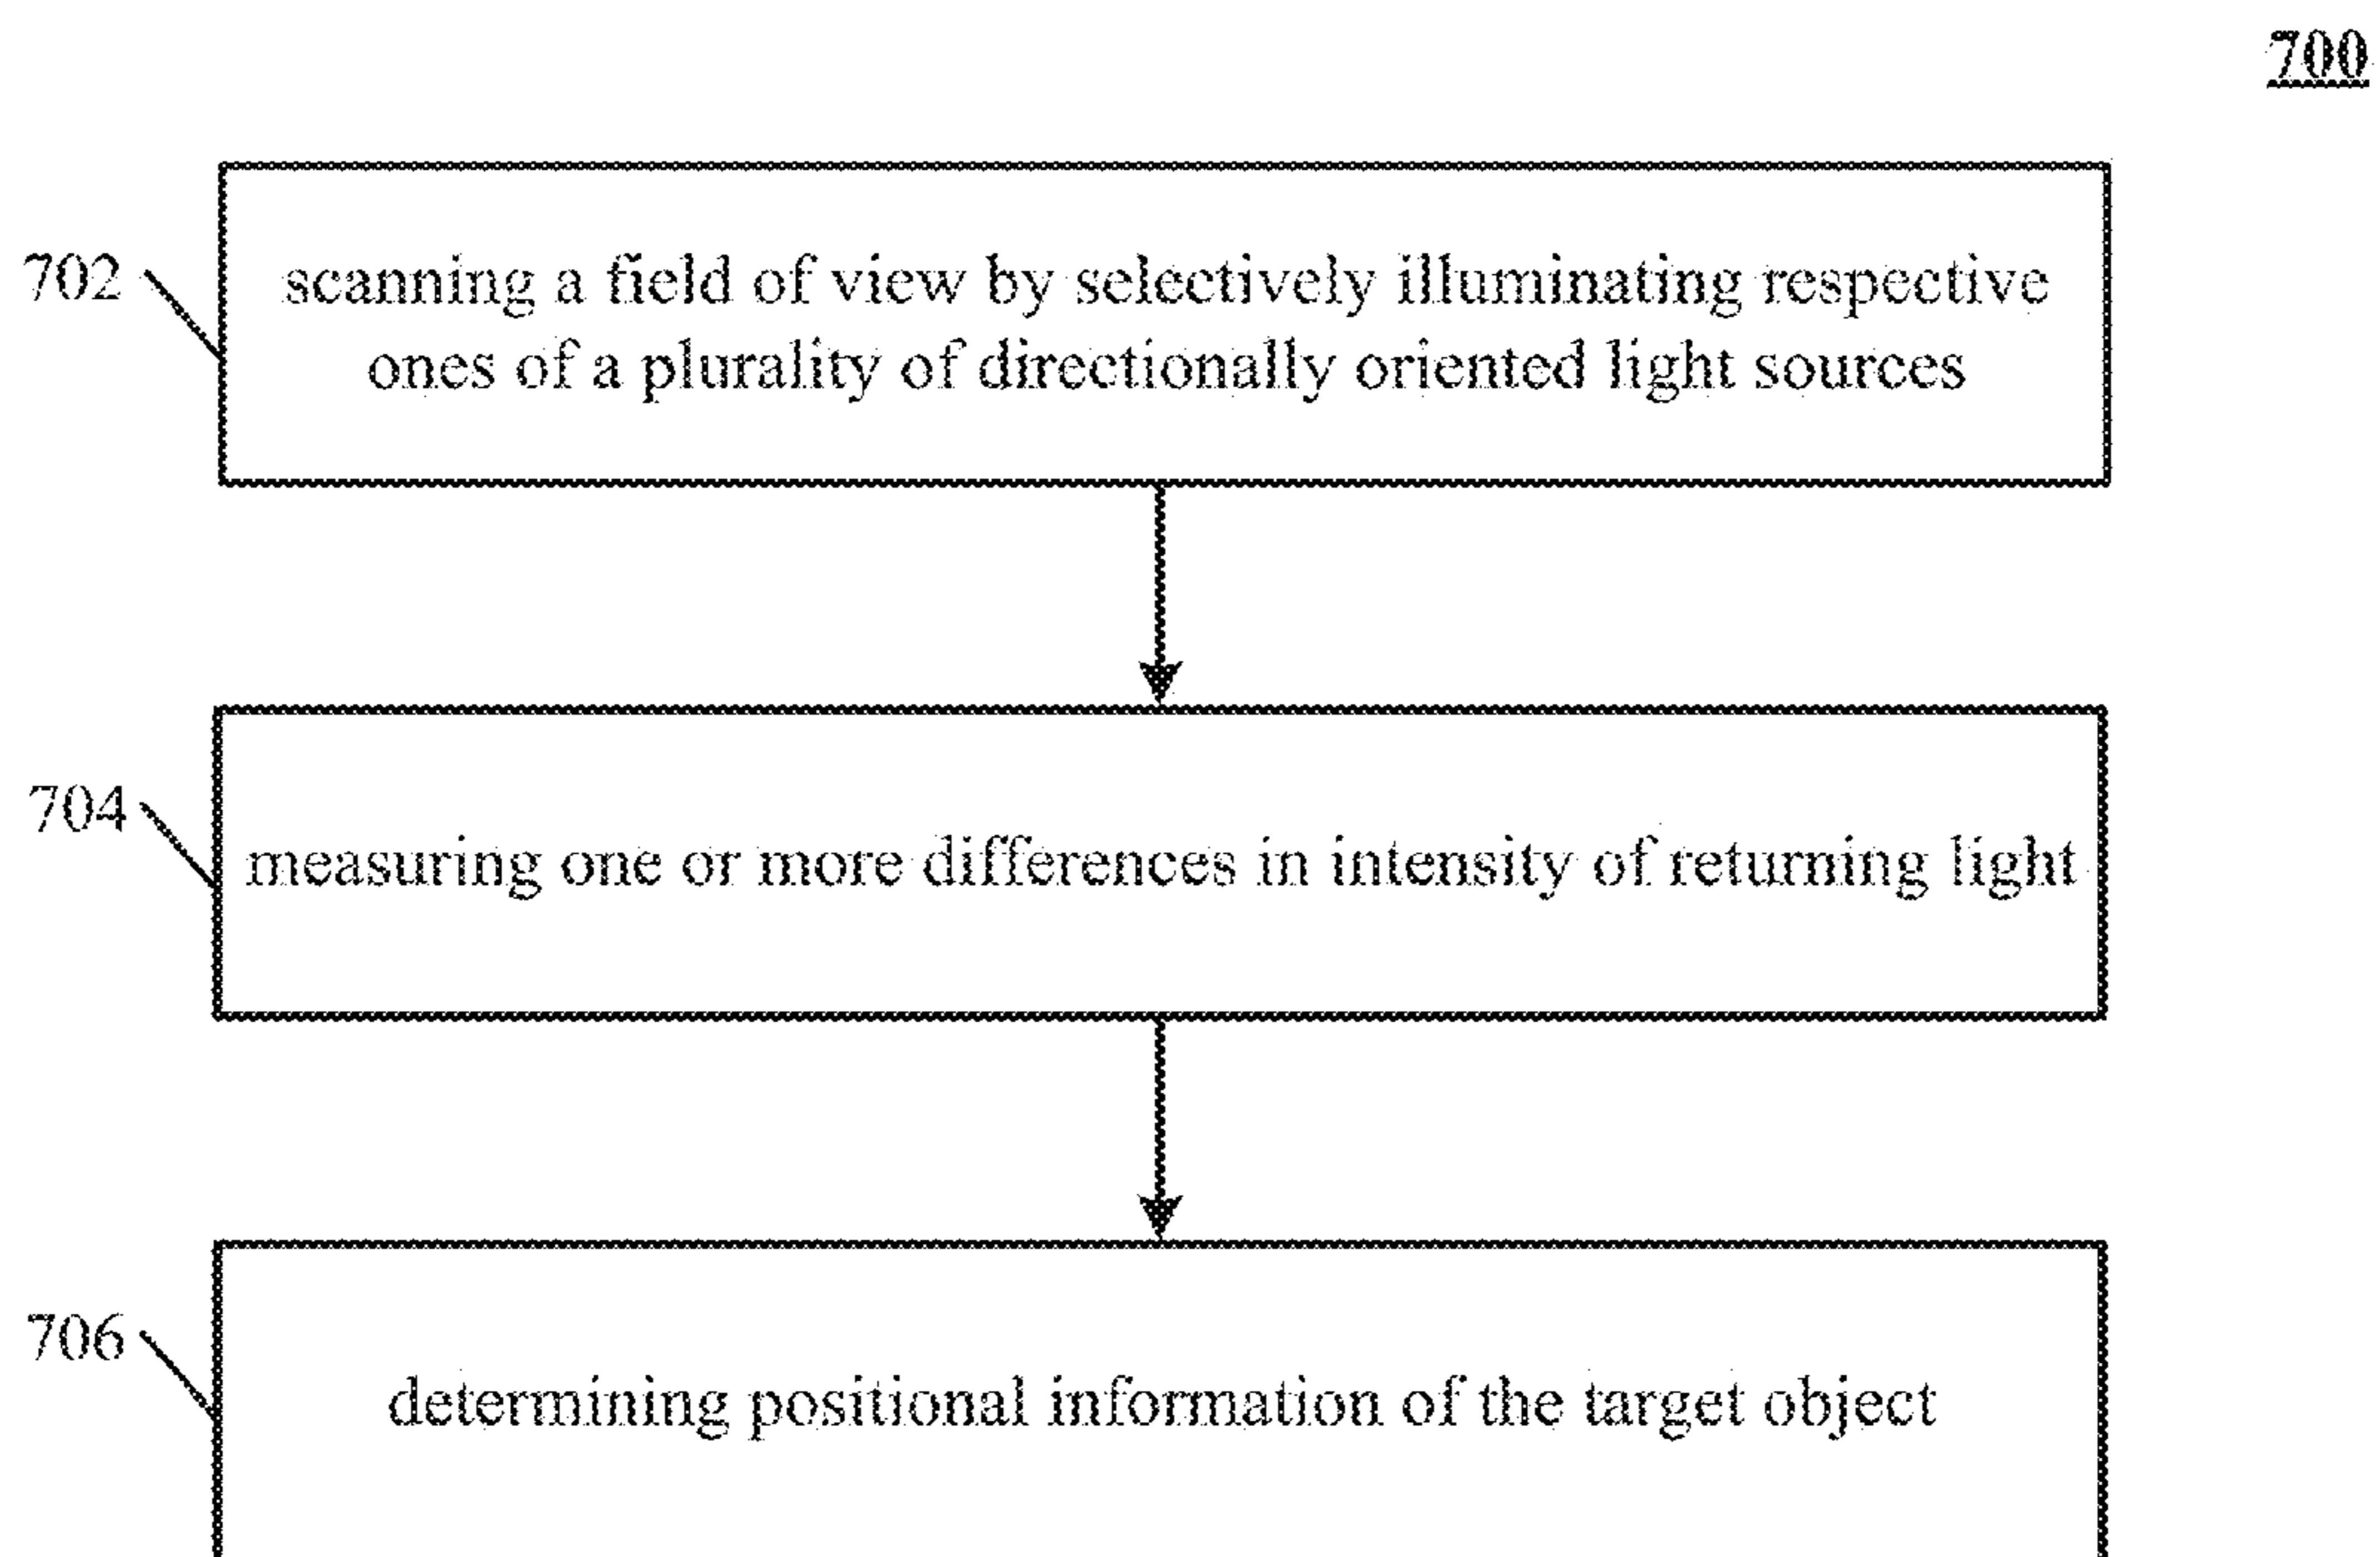 700
702
scanning a field of view by selectively illuminating respective
ones of a plurality of directionally oriented light sources
704
measuring one or more differences in intensity of returning light
706
determining positional information of the target object